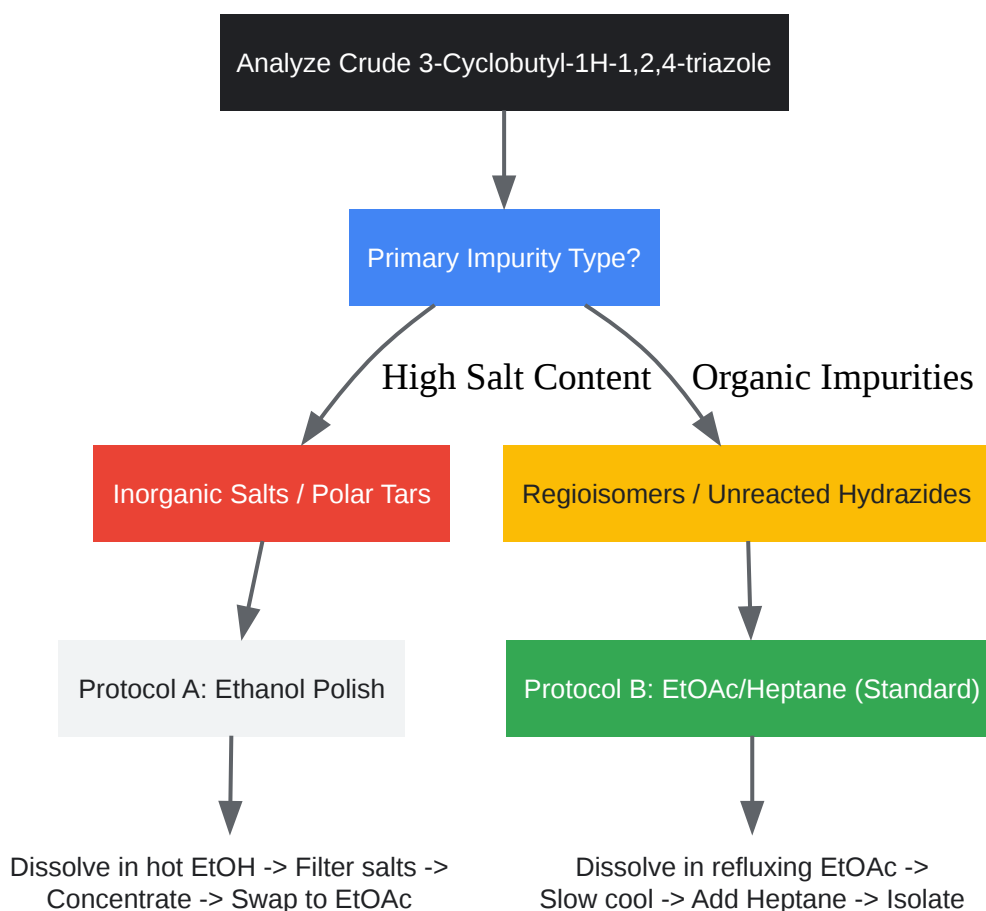 Analyze Crude 3-Cyclobutyl-1H-1,2,4-triazole
Primary Impurity Type?
High Salt Content
Organic Impurities
Inorganic Salts / Polar Tars
Regioisomers / Unreacted Hydrazides
Protocol A: Ethanol Polish
Protocol B: EtOAc/Heptane (Standard)
Dissolve in hot EtOH -> Filter salts ->
Concentrate -> Swap to EtOAc
Dissolve in refluxing EtOAc ->
Slow cool -> Add Heptane -> Isolate